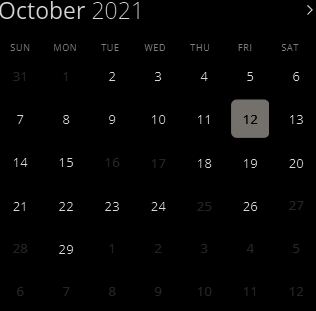 October 2021
SUN MON TUE WED THU FRI SAT
31 1 2 3 4 5 6
7 8 9 10 11 12 13
14 15 16 17 18 19 20
21 22 23 24 25 26 27
28 29 1 2 3 4 5
6 7 8 9 10 11 12